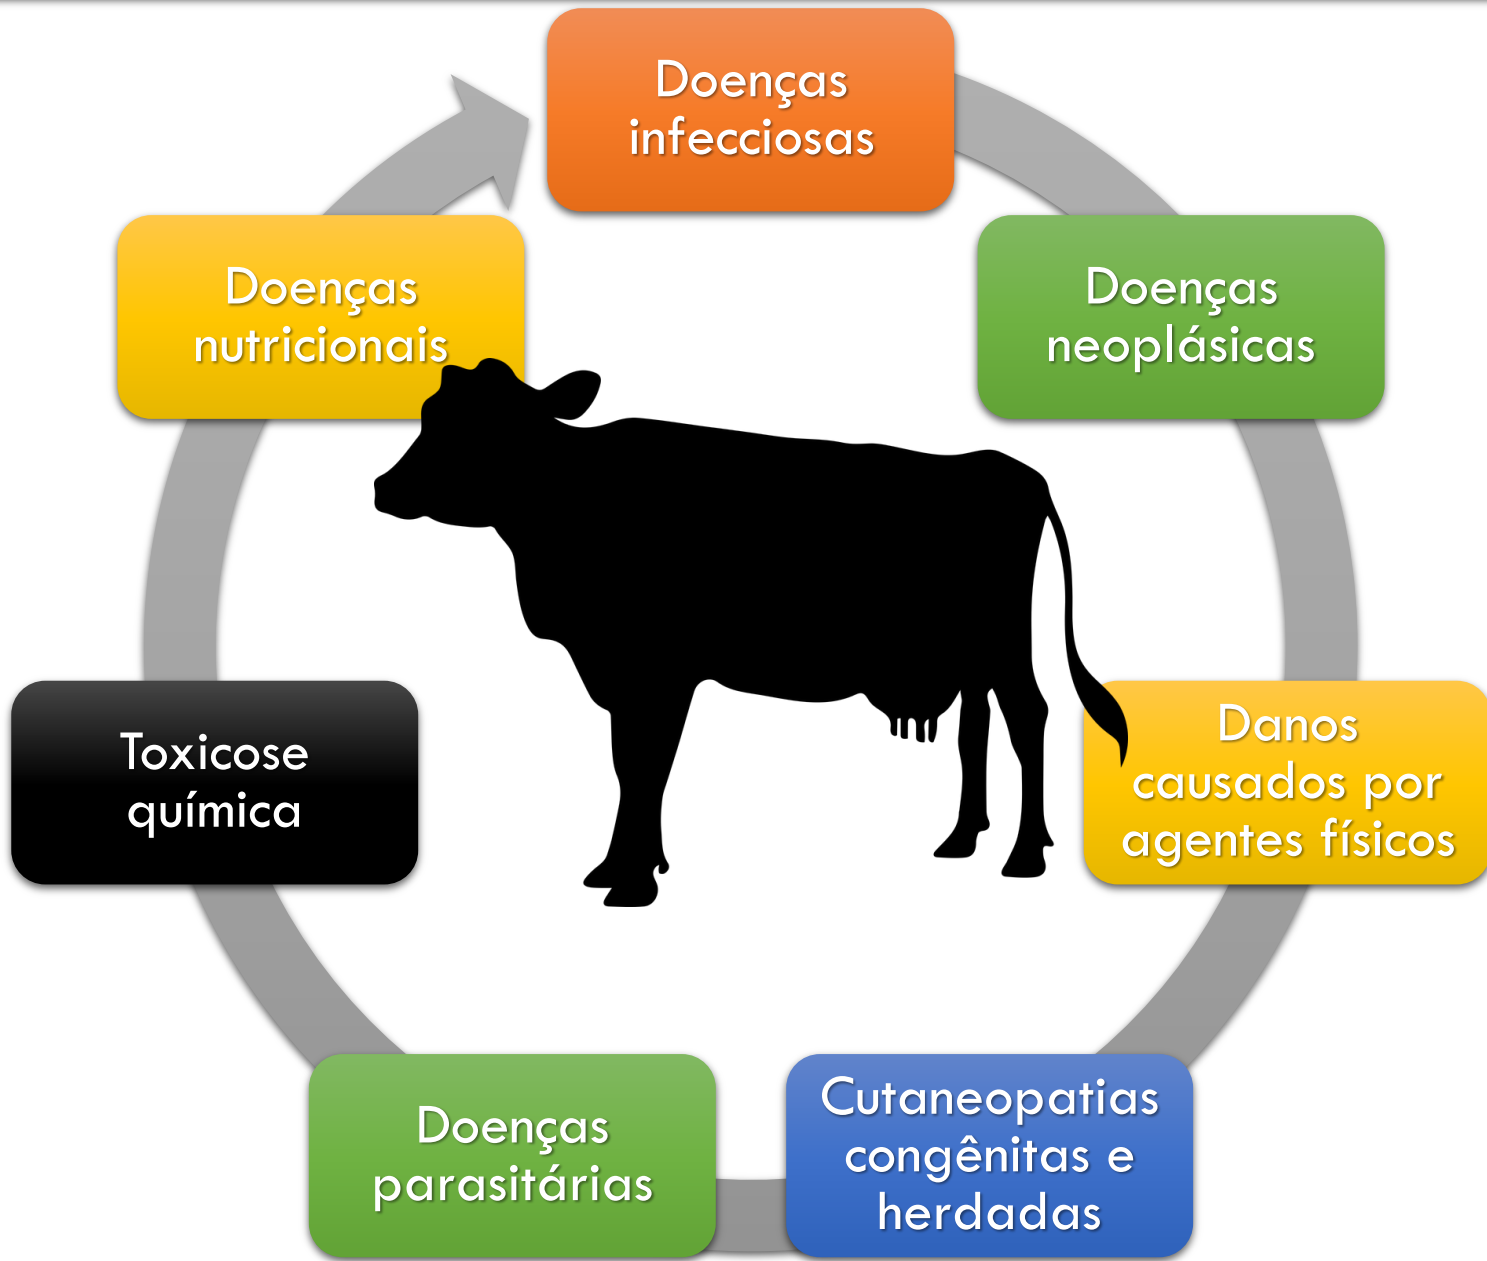 Doenças
infecciosas
Doenças
neoplásicas
Danos
causados por
agentes físicos
Cutaneopatias
congênitas e
herdadas
Doenças
parasitárias
Toxicose
química
Doenças
nutricionais